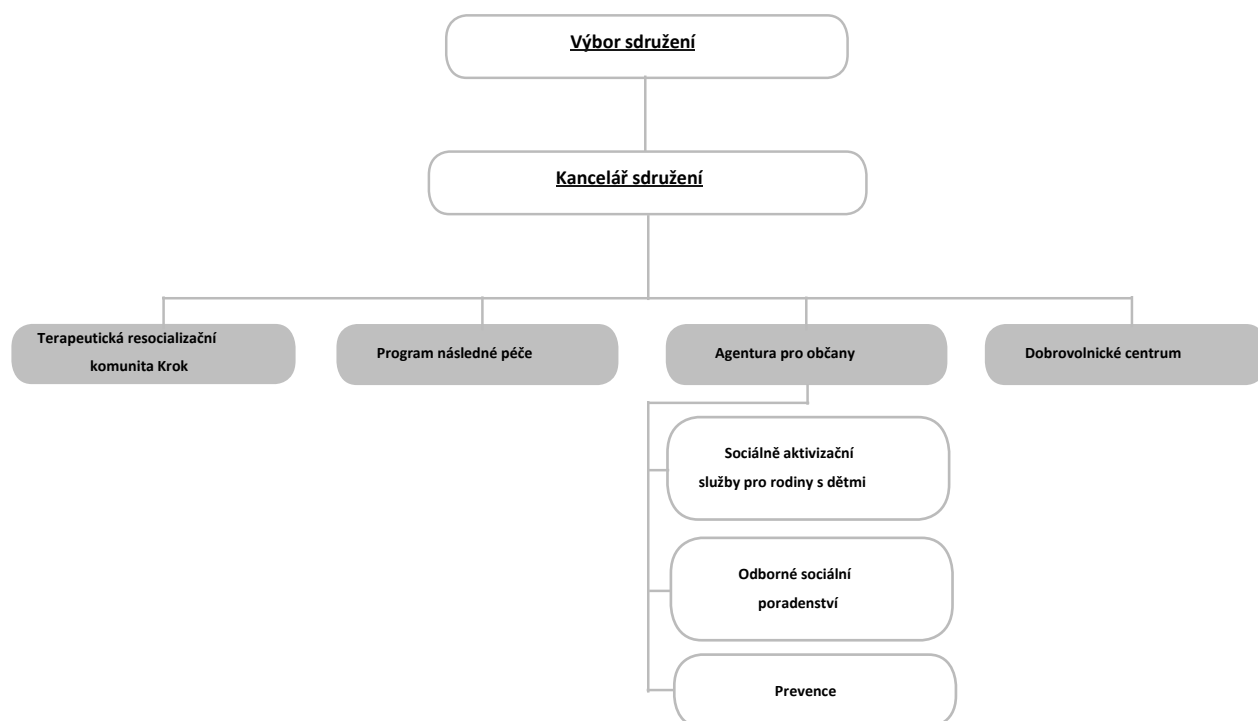 Výbor sdružení
Kancelář sdružení
Terapeutická resocializační
komunita Krok
Program následné péče
Agentura pro občany
Dobrovolnické centrum
Sociálně aktivizační
služby pro rodiny s dětmi
Odborné sociální
poradenství
Prevence